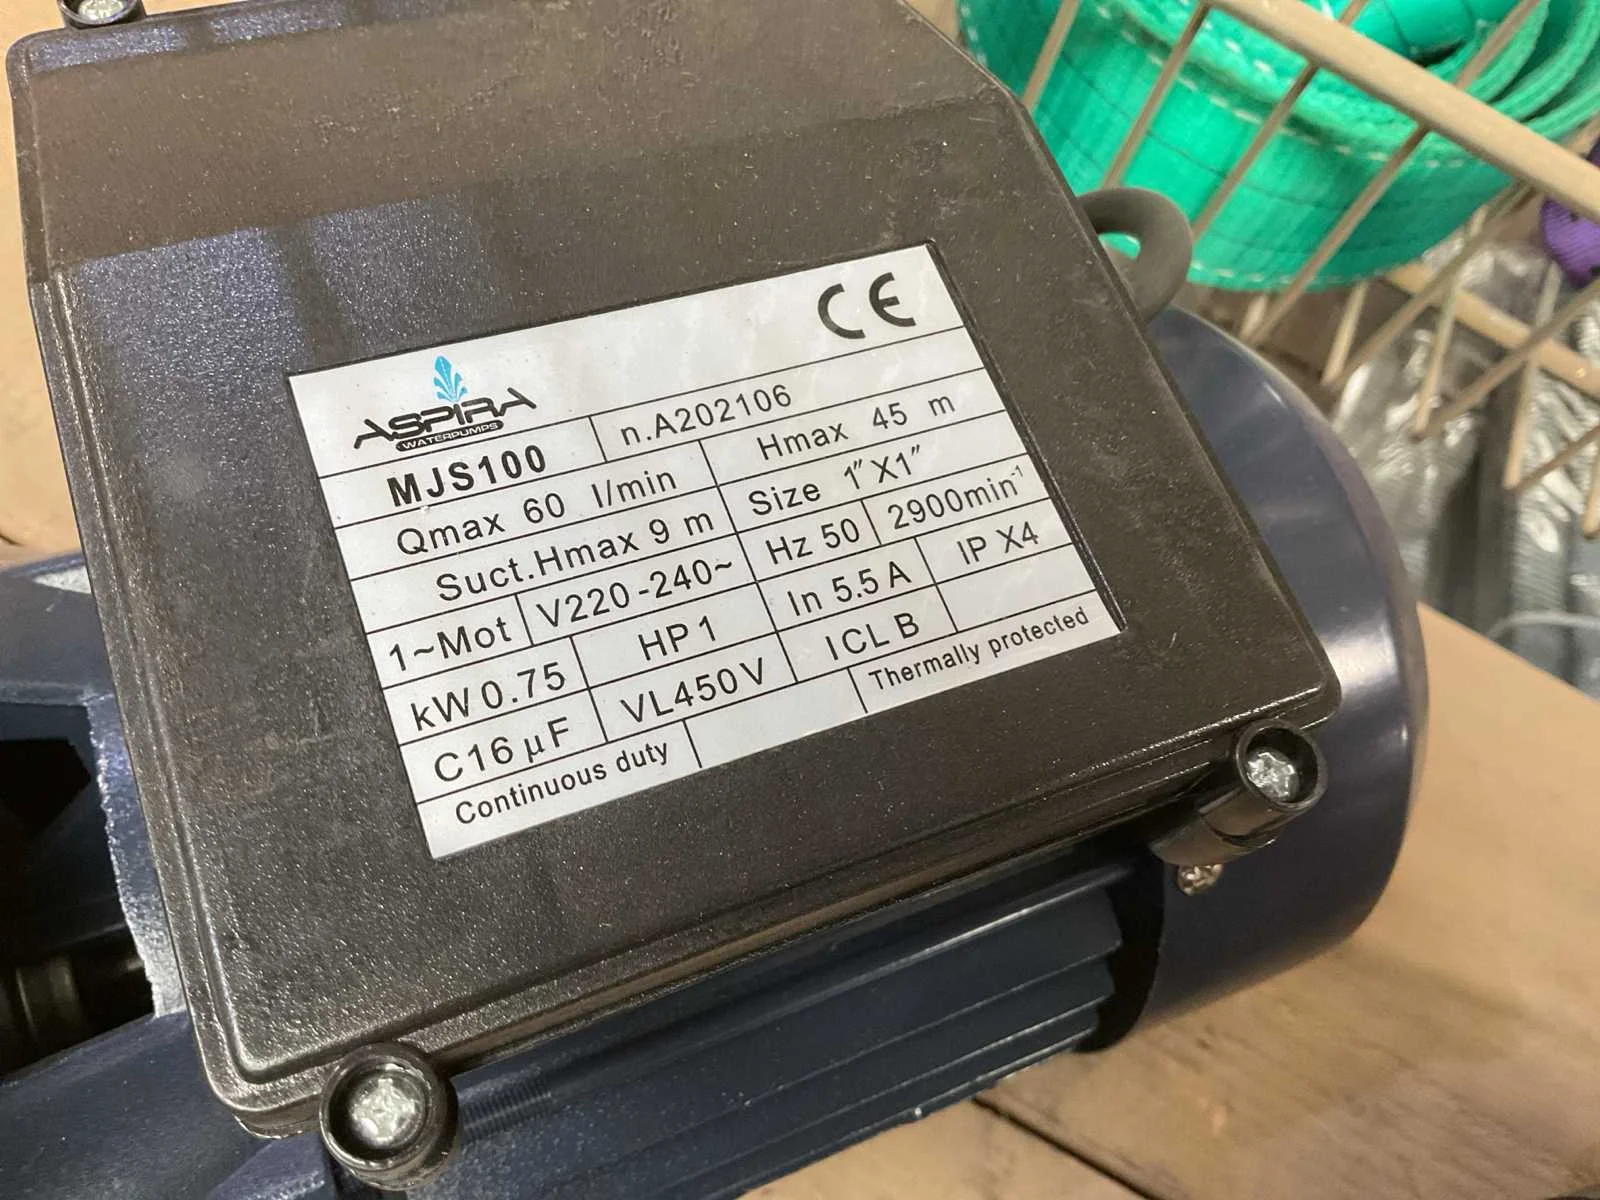 CE
ASPIRA
WATERPUMPS
MJS100 n.A202106
Qmax 60 l/min Hmax 45 m
Suct.Hmax 9 m Size 1"X1"
1~Mot V220-240~ Hz 50 2900min-1
kW 0.75 HP 1 In 5.5 A IP X4
C16 µF VL450V ICL B
Continuous duty Thermally protected